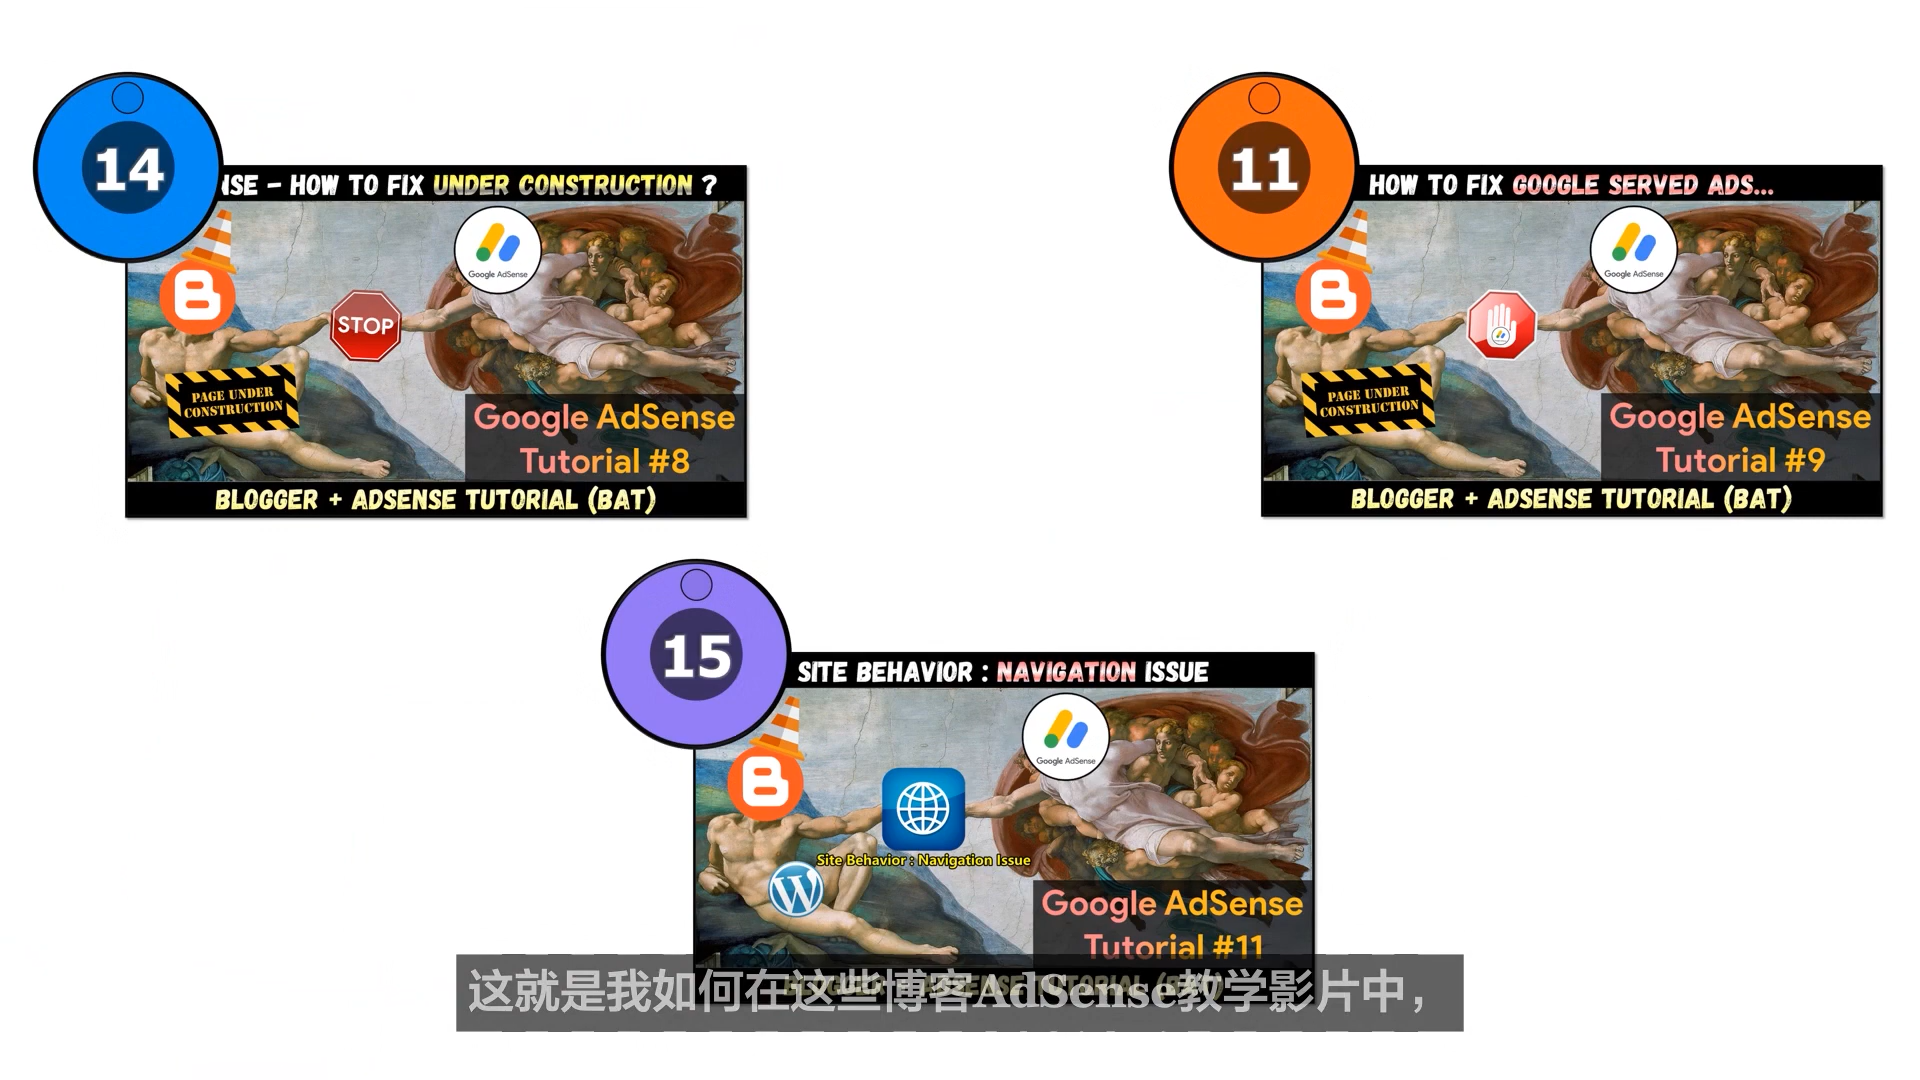 14
NSE – HOW TO FIX UNDER CONSTRUCTION ?
Google AdSense
STOP
PAGE UNDER
CONSTRUCTION
Google AdSense
Tutorial #8
BLOGGER + ADSENSE TUTORIAL (BAT)
11
HOW TO FIX GOOGLE SERVED ADS...
Google AdSense
PAGE UNDER
CONSTRUCTION
Google AdSense
Tutorial #9
BLOGGER + ADSENSE TUTORIAL (BAT)
15
SITE BEHAVIOR : NAVIGATION ISSUE
Google AdSense
Site Behavior : Navigation Issue
Google AdSense
Tutorial #11
这就是我如何在这些博客AdSense教学影片中，